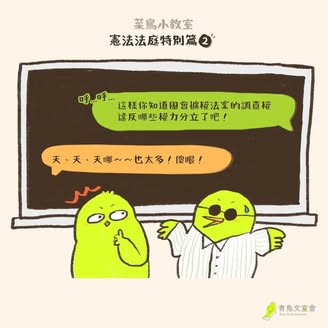 菜鳥小教室
憲法法庭特別篇2
呼…呼…
這樣你知道國會擴權法案的調查權
違反哪些權力分立了吧！
天、天、天哪～～也太多！傻眼！
青鳥文宣會